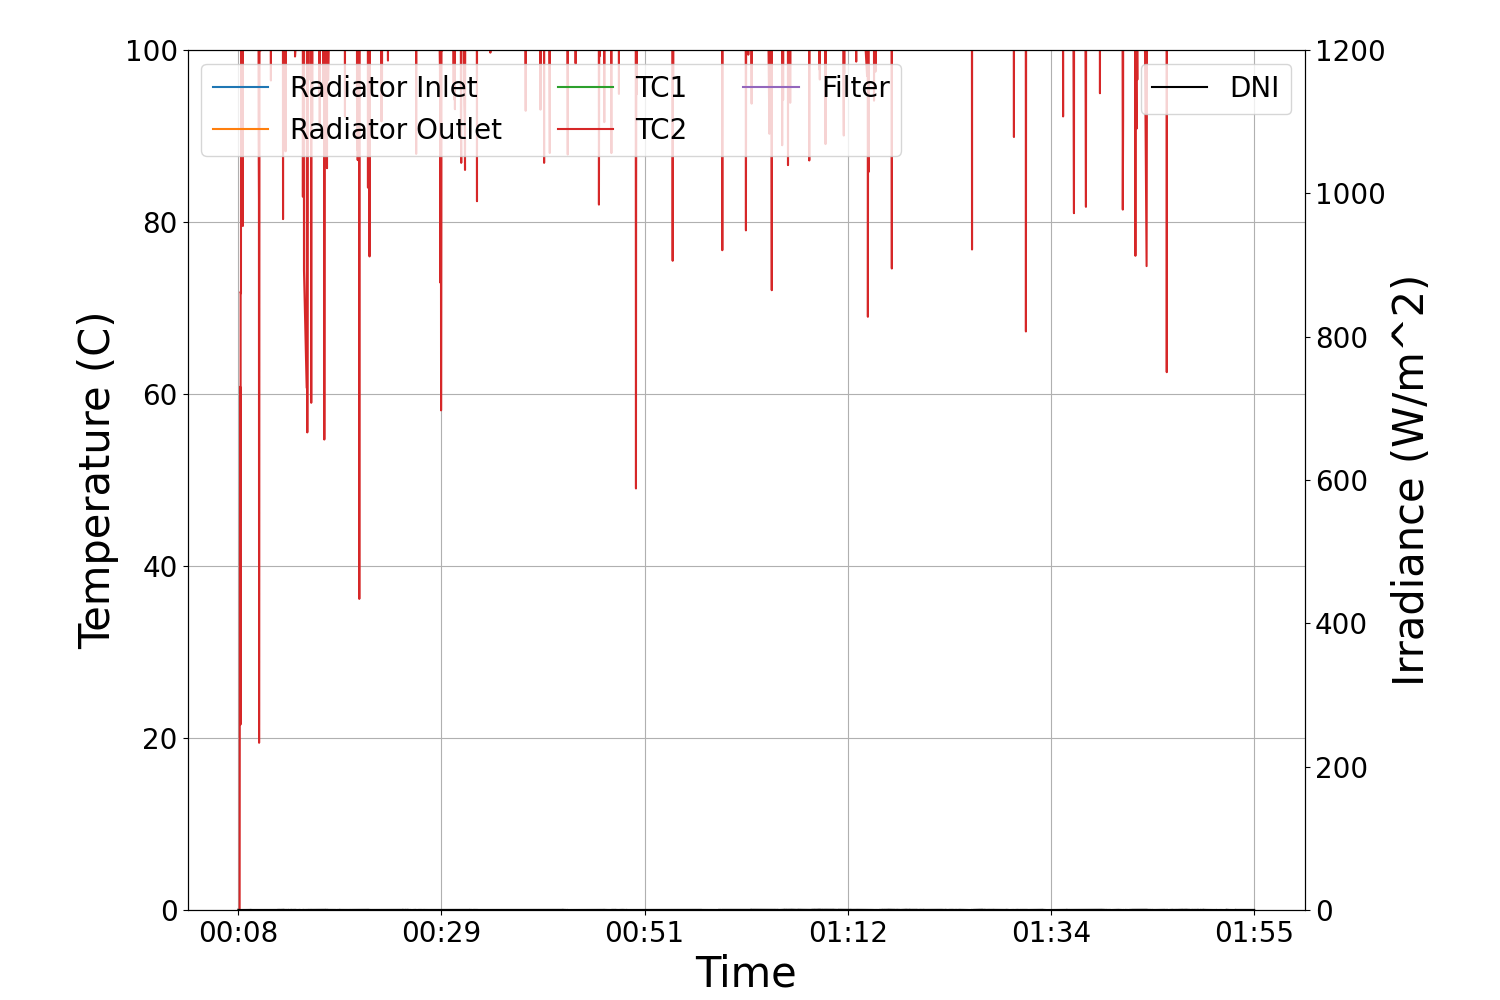 100
80
60
40
20
0
Temperature (C)
Radiator Inlet
Radiator Outlet
TC1
TC2
Filter
DNI
1200
1000
800
600
400
200
0
Irradiance (W/m^2)
00:08 00:29 00:51 01:12 01:34 01:55
Time